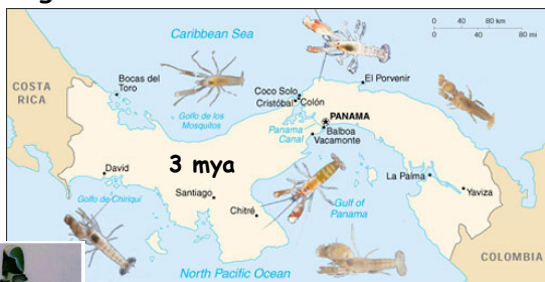 Caribbean Sea
0 40 80 km
0 40 80 mi
COSTA
RICA
Bocas del
Toro
Coco Solo
Cristóbal
Colón
El Porvenir
Golfo de los
Mosquitos
PANAMA
Panama
Canal
Balboa
Vacamonte
David
3 mya
La Palma
Yaviza
Santiago
Chitré
Golfo de
Chiriquí
Gulf of
Panama
North Pacific Ocean
COLOMBIA